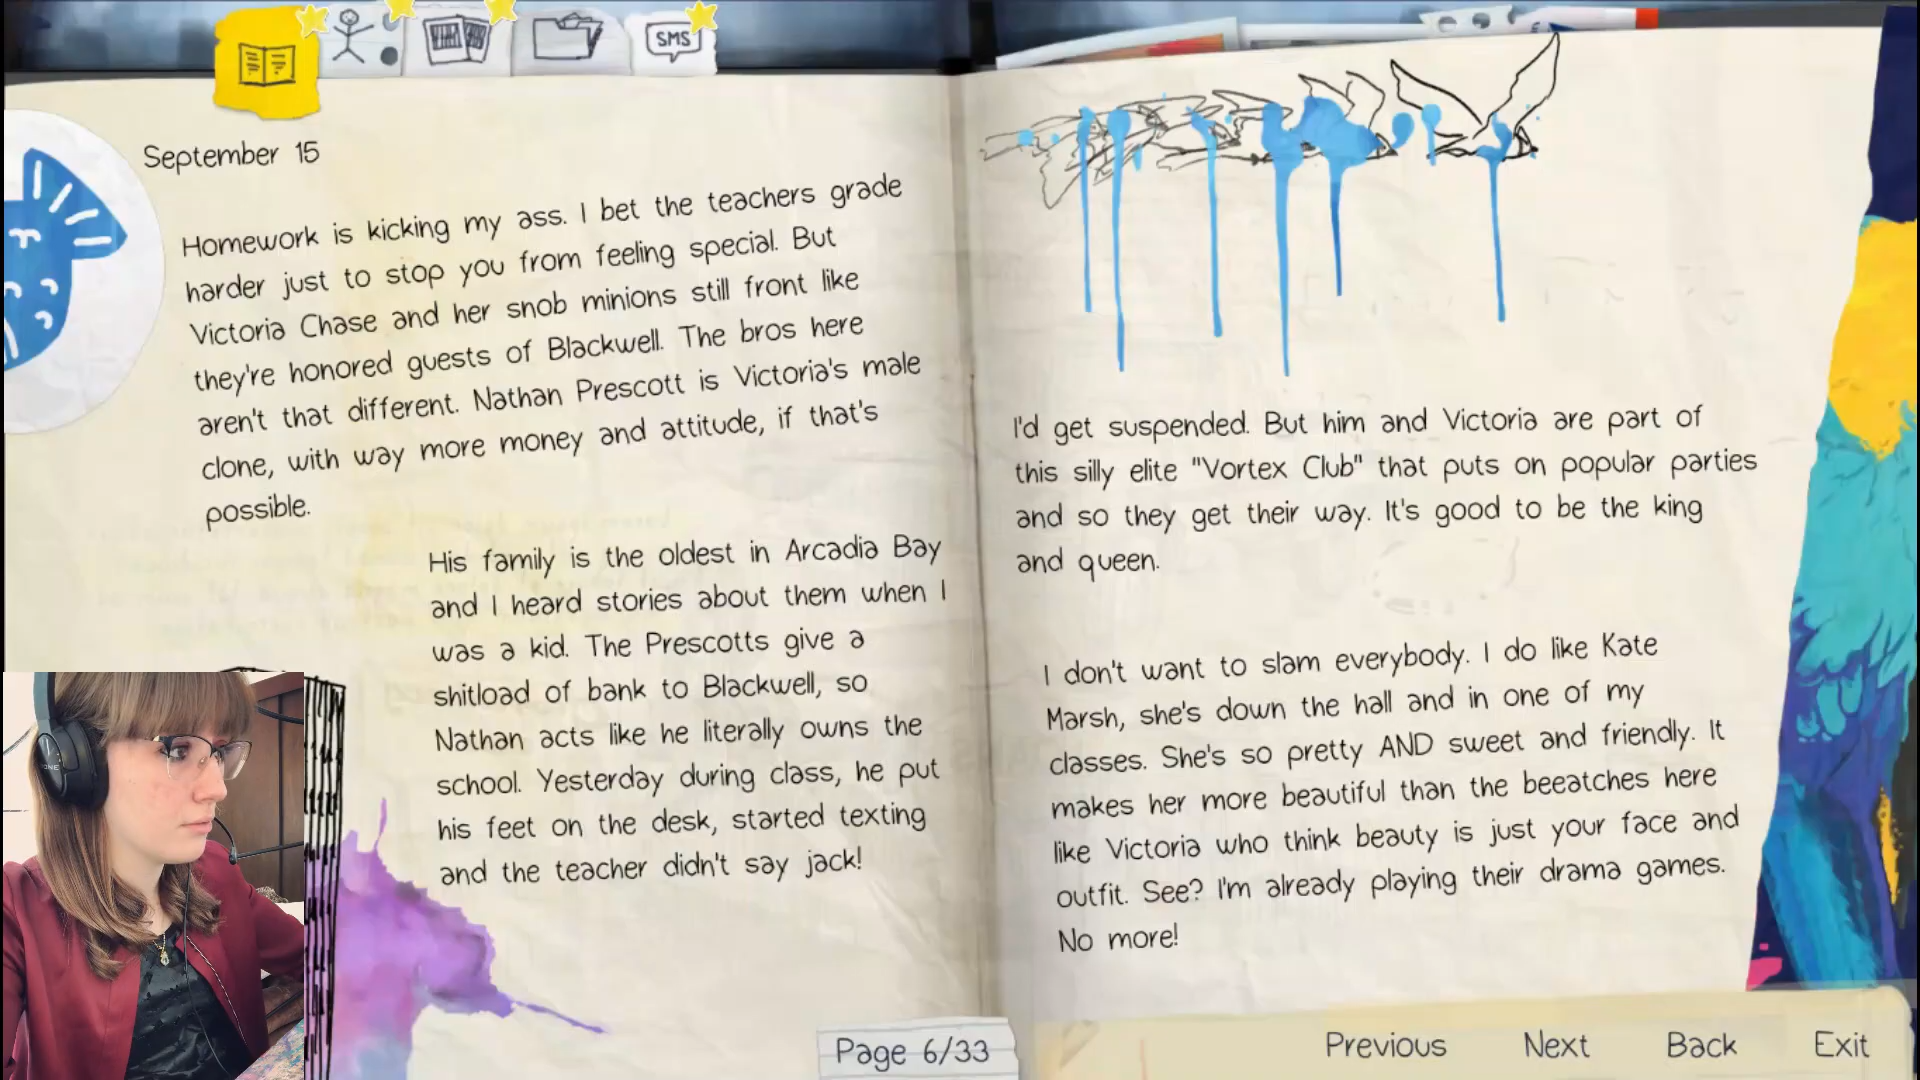 SMS
September 15
Homework is kicking my ass. I bet the teachers grade
harder just to stop you from feeling special. But
Victoria Chase and her snob minions still front like
they're honored guests of Blackwell. The bros here
aren't that different. Nathan Prescott is Victoria's male
clone, with way more money and attitude, if that's
possible.
His family is the oldest in Arcadia Bay
and I heard stories about them when I
was a kid. The Prescotts give a
shitload of bank to Blackwell, so
Nathan acts like he literally owns the
school. Yesterday during class, he put
his feet on the desk, started texting
and the teacher didn't say jack!
I'd get suspended. But him and Victoria are part of
this silly elite "Vortex Club" that puts on popular parties
and so they get their way. It's good to be the king
and queen.
I don't want to slam everybody. I do like Kate
Marsh, she's down the hall and in one of my
classes. She's so pretty AND sweet and friendly. It
makes her more beautiful than the beeatches here
like Victoria who think beauty is just your face and
outfit. See? I'm already playing their drama games.
No more!
Page 6/33
Previous
Next
Back
Exit